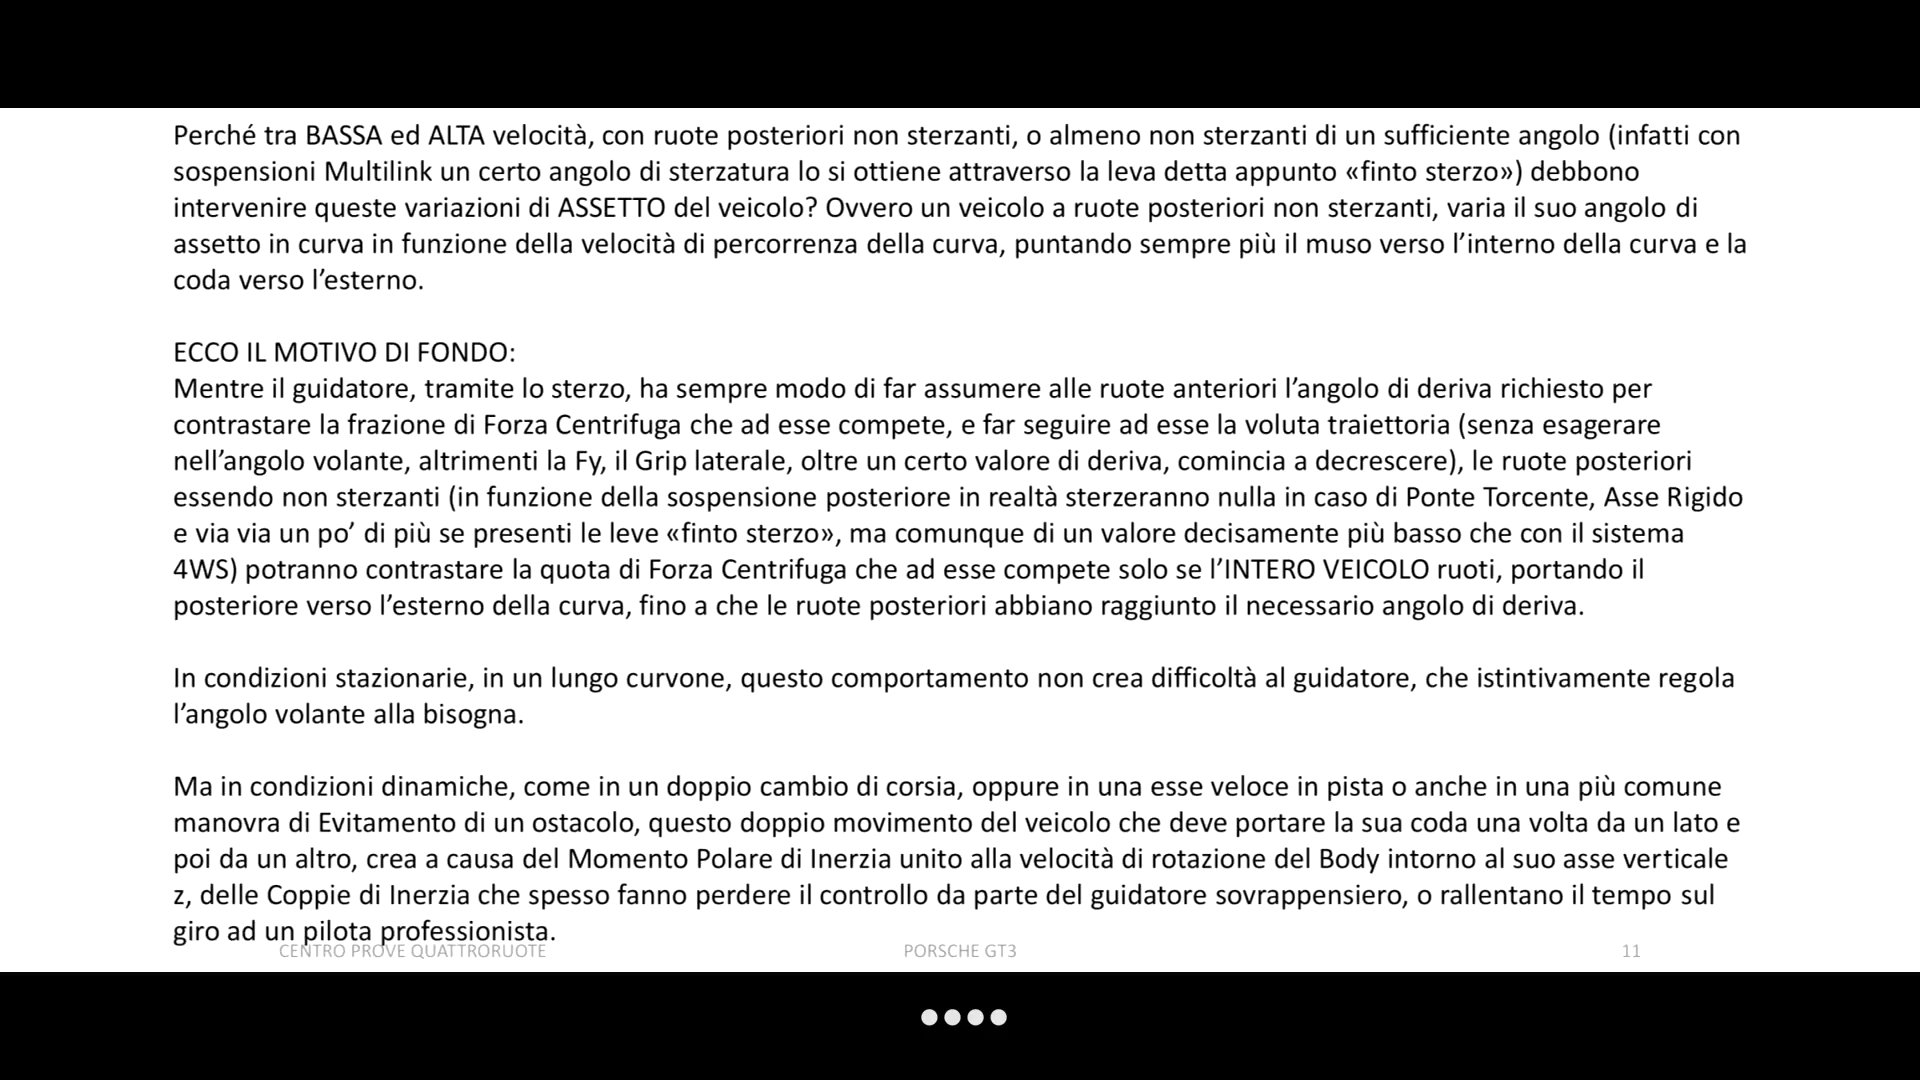 Perché tra BASSA ed ALTA velocità, con ruote posteriori non sterzanti, o almeno non sterzanti di un sufficiente angolo (infatti con
sospensioni Multilink un certo angolo di sterzatura lo si ottiene attraverso la leva detta appunto «finto sterzo») debbono
intervenire queste variazioni di ASSETTO del veicolo? Ovvero un veicolo a ruote posteriori non sterzanti, varia il suo angolo di
assetto in curva in funzione della velocità di percorrenza della curva, puntando sempre più il muso verso l’interno della curva e la
coda verso l’esterno.
ECCO IL MOTIVO DI FONDO:
Mentre il guidatore, tramite lo sterzo, ha sempre modo di far assumere alle ruote anteriori l’angolo di deriva richiesto per
contrastare la frazione di Forza Centrifuga che ad esse compete, e far seguire ad esse la voluta traiettoria (senza esagerare
nell’angolo volante, altrimenti la Fy, il Grip laterale, oltre un certo valore di deriva, comincia a decrescere), le ruote posteriori
essendo non sterzanti (in funzione della sospensione posteriore in realtà sterzeranno nulla in caso di Ponte Torcente, Asse Rigido
e via via un po’ di più se presenti le leve «finto sterzo», ma comunque di un valore decisamente più basso che con il sistema
4WS) potranno contrastare la quota di Forza Centrifuga che ad esse compete solo se l’INTERO VEICOLO ruoti, portando il
posteriore verso l’esterno della curva, fino a che le ruote posteriori abbiano raggiunto il necessario angolo di deriva.
In condizioni stazionarie, in un lungo curvone, questo comportamento non crea difficoltà al guidatore, che istintivamente regola
l’angolo volante alla bisogna.
Ma in condizioni dinamiche, come in un doppio cambio di corsia, oppure in una esse veloce in pista o anche in una più comune
manovra di Evitamento di un ostacolo, questo doppio movimento del veicolo che deve portare la sua coda una volta da un lato e
poi da un altro, crea a causa del Momento Polare di Inerzia unito alla velocità di rotazione del Body intorno al suo asse verticale
z, delle Coppie di Inerzia che spesso fanno perdere il controllo da parte del guidatore sovrappensiero, o rallentano il tempo sul
giro ad un pilota professionista.
CENTRO PROVE QUATTRORUOTE
PORSCHE GT3
11